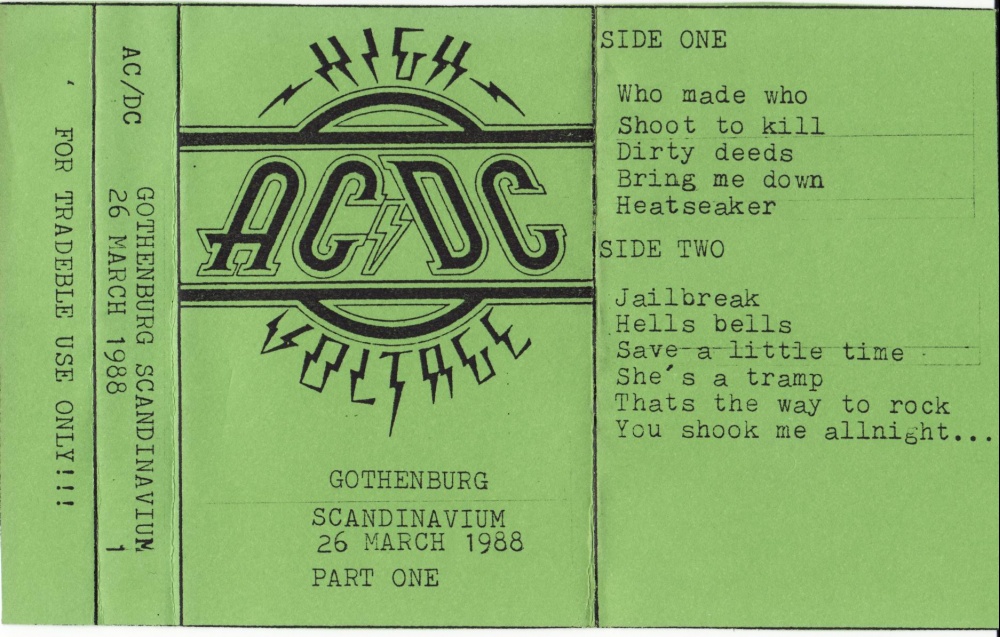 FOR TRADEBLE USE ONLY!!!
AC/DC
GOTHENBURG SCANDINAVIUM
26 MARCH 1988
1
HIGH
AC DC
VOLTAGE
GOTHENBURG
SCANDINAVIUM
26 MARCH 1988
PART ONE
SIDE ONE
Who made who
Shoot to kill
Dirty deeds
Bring me down
Heatseaker
SIDE TWO
Jailbreak
Hells bells
Save a little time
She's a tramp
Thats the way to rock
You shook me allnight...